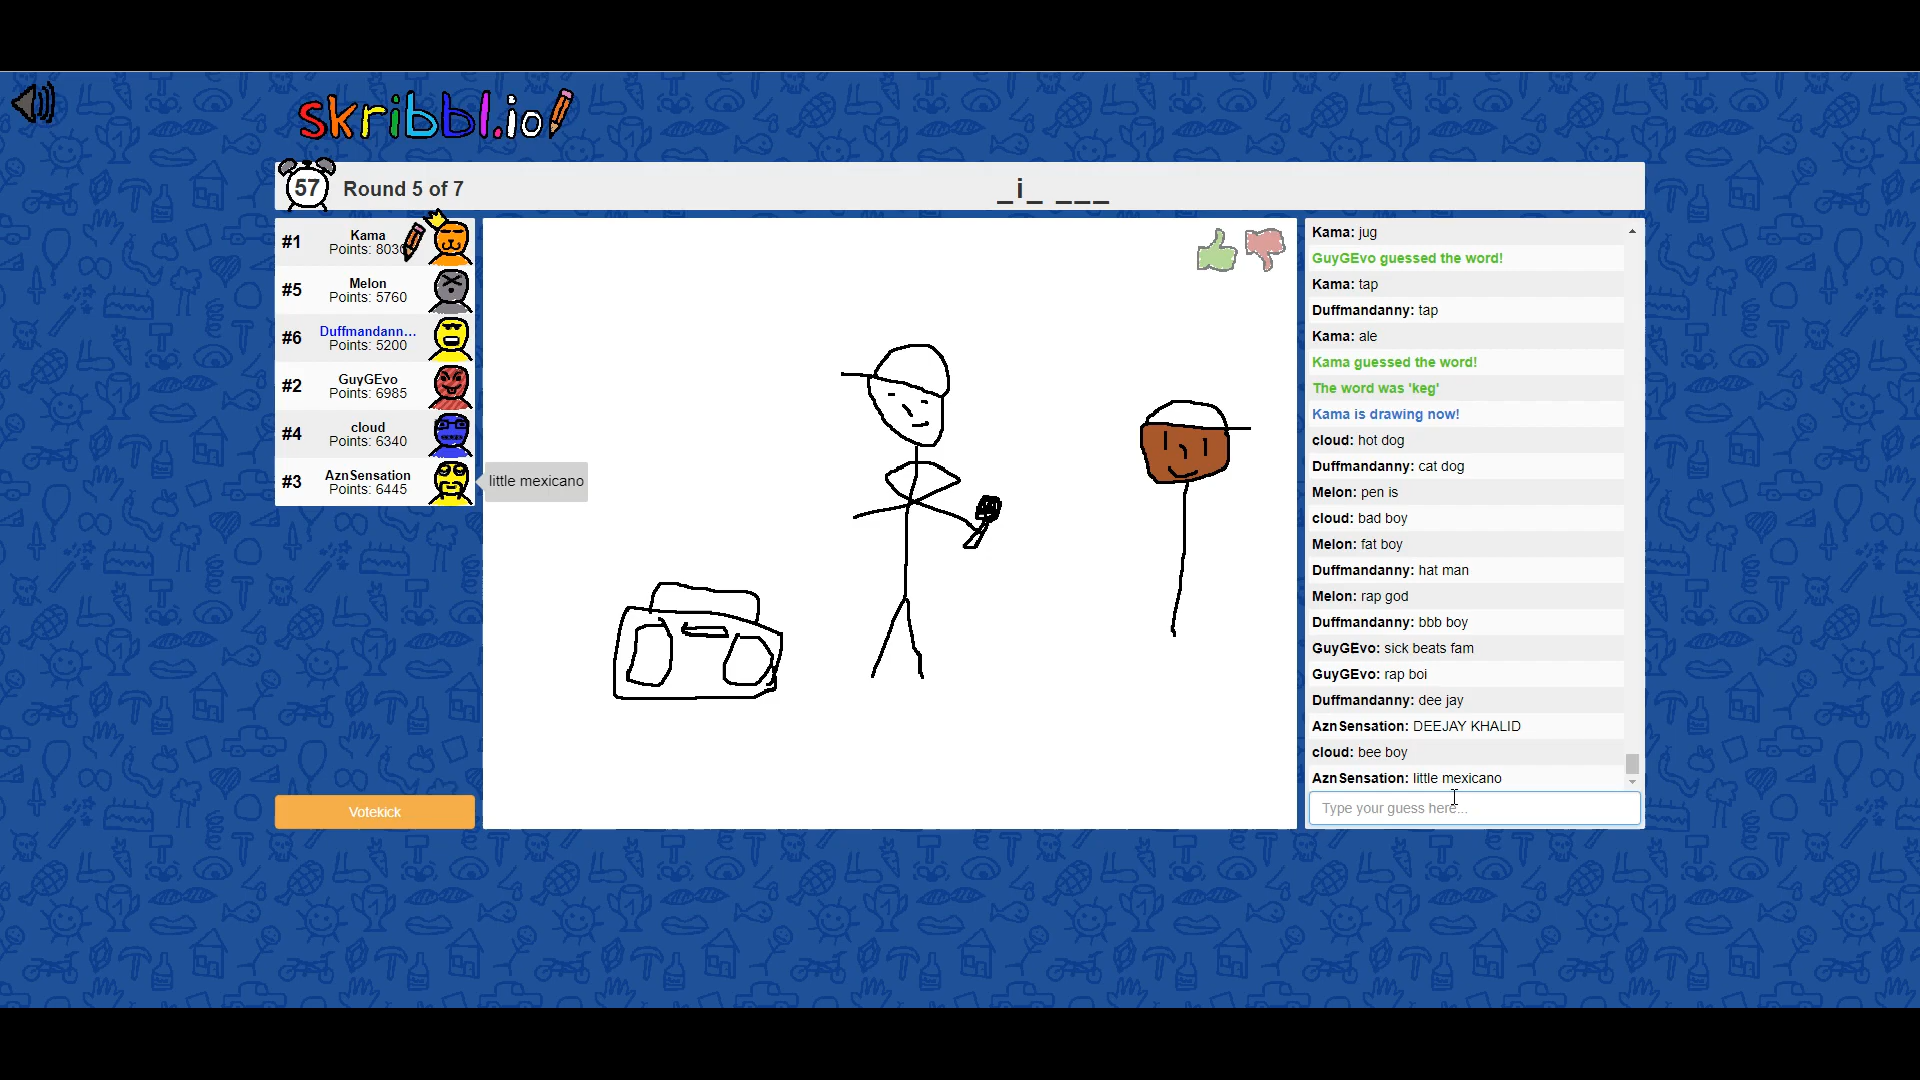 skribbl.io
57
Round 5 of 7
_i_ ___
#1
Kama
Points: 8030
#5
Melon
Points: 5760
#6
Duffmandann...
Points: 5200
#2
GuyGEvo
Points: 6985
#4
cloud
Points: 6340
#3
AznSensation
Points: 6445
little mexicano
Votekick
Kama: jug
GuyGEvo guessed the word!
Kama: tap
Duffmandanny: tap
Kama: ale
Kama guessed the word!
The word was 'keg'
Kama is drawing now!
cloud: hot dog
Duffmandanny: cat dog
Melon: pen is
cloud: bad boy
Melon: fat boy
Duffmandanny: hat man
Melon: rap god
Duffmandanny: bbb boy
GuyGEvo: sick beats fam
GuyGEvo: rap boi
Duffmandanny: dee jay
AznSensation: DEEJAY KHALID
cloud: bee boy
AznSensation: little mexicano
Type your guess here...